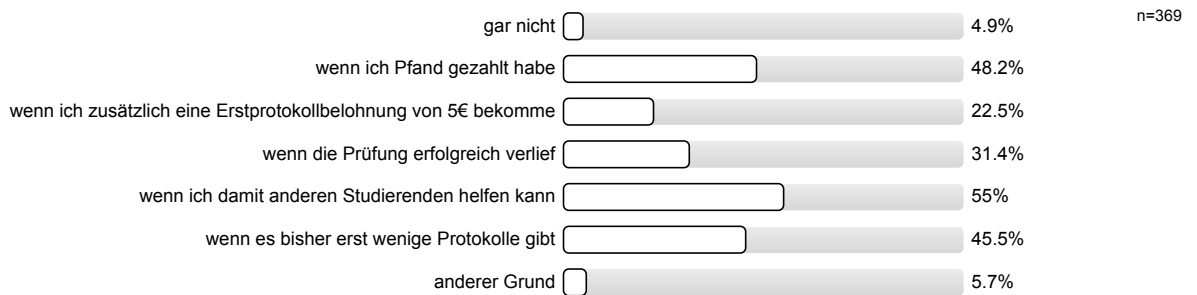 n=369
gar nicht 4.9%
wenn ich Pfand gezahlt habe 48.2%
wenn ich zusätzlich eine Erstprotokollbelohnung von 5€ bekomme 22.5%
wenn die Prüfung erfolgreich verlief 31.4%
wenn ich damit anderen Studierenden helfen kann 55%
wenn es bisher erst wenige Protokolle gibt 45.5%
anderer Grund 5.7%